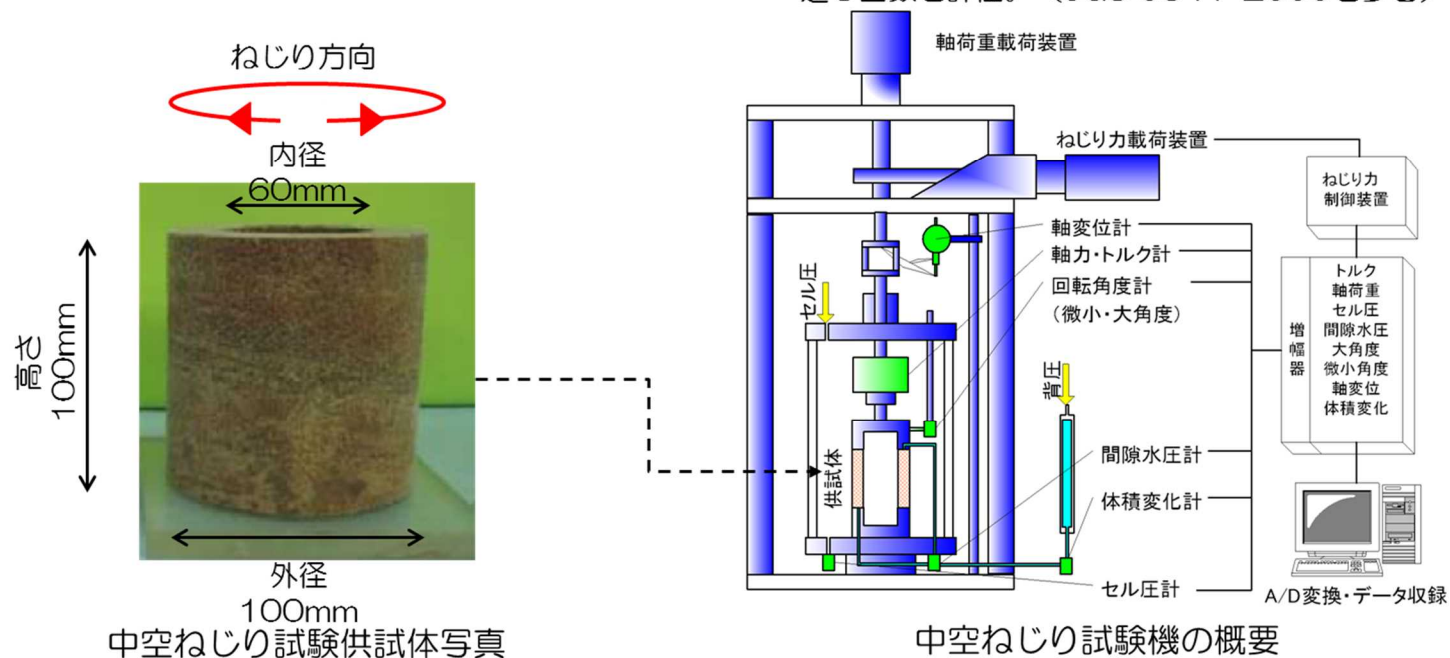 ねじり方向
内径
60mm
高さ
100mm
外径
100mm
中空ねじり試験供試体写真
軸荷重載荷装置
ねじり力載荷装置
ねじり力
制御装置
軸変位計
軸力・トルク計
回転角度計
(微小・大角度)
セル圧
背圧
供試体
間隙水圧計
体積変化計
セル圧計
増幅器
トルク
軸荷重
セル圧
間隙水圧
大角度
微小角度
軸変位
体積変化
A/D変換・データ収録
中空ねじり試験機の概要